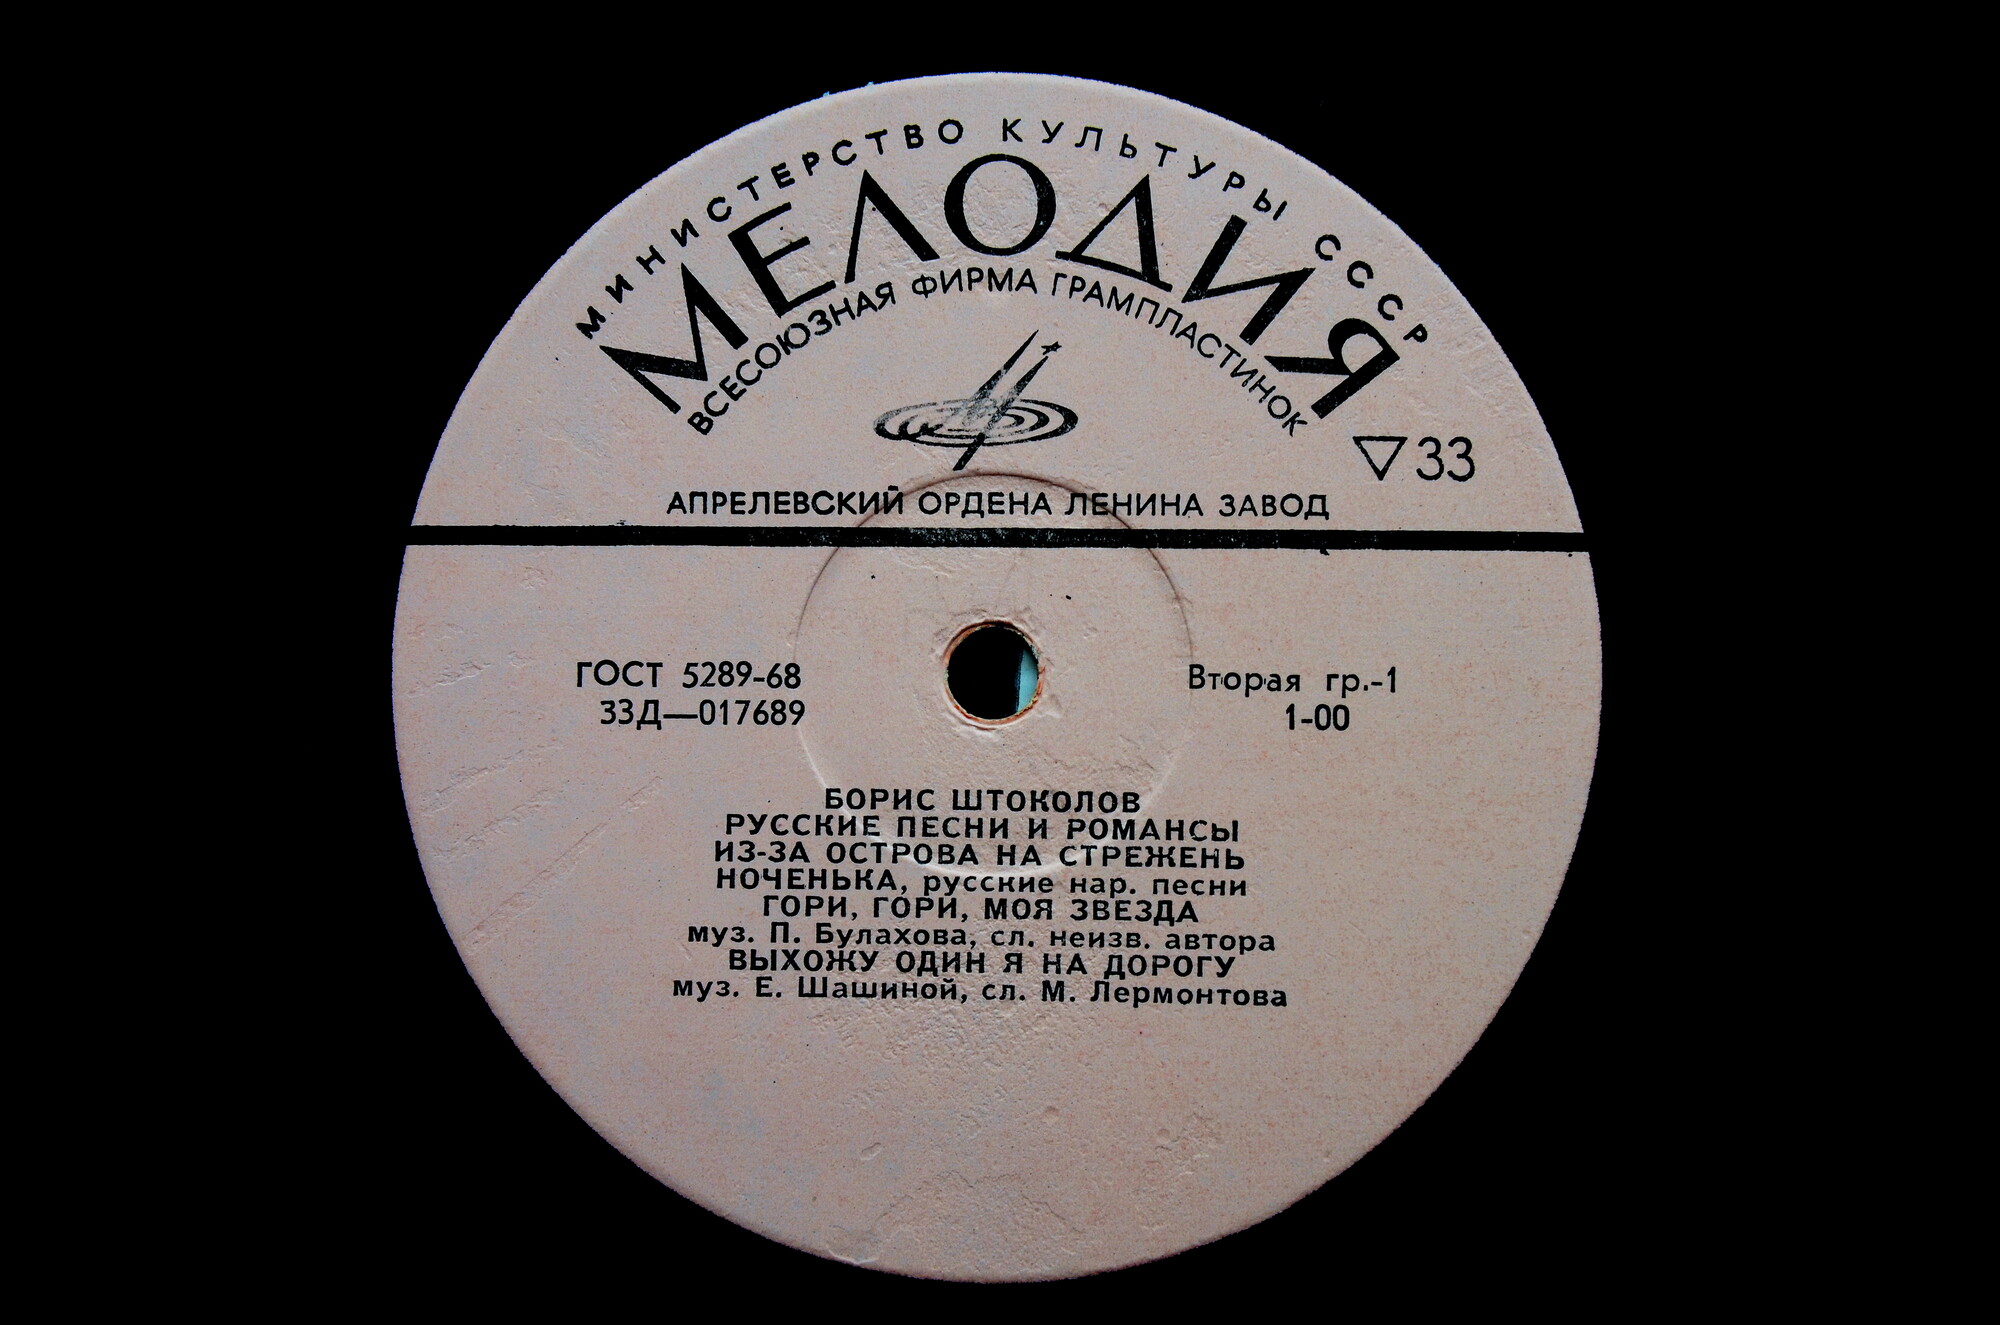 МИНИСТЕРСТВО КУЛЬТУРЫ СССР
МЕЛОДИЯ
ВСЕСОЮЗНАЯ ФИРМА ГРАМПЛАСТИНОК
33
АПРЕЛЕВСКИЙ ОРДЕНА ЛЕНИНА ЗАВОД
ГОСТ 5289-68
33Д—017689
Вторая гр.-1
1-00
БОРИС ШТОКОЛОВ
РУССКИЕ ПЕСНИ И РОМАНСЫ
ИЗ-ЗА ОСТРОВА НА СТРЕЖЕНЬ
НОЧЕНЬКА, русские нар. песни
ГОРИ, ГОРИ, МОЯ ЗВЕЗДА
муз. П. Булахова, сл. неизв. автора
ВЫХОЖУ ОДИН Я НА ДОРОГУ
муз. Е. Шашиной, сл. М. Лермонтова